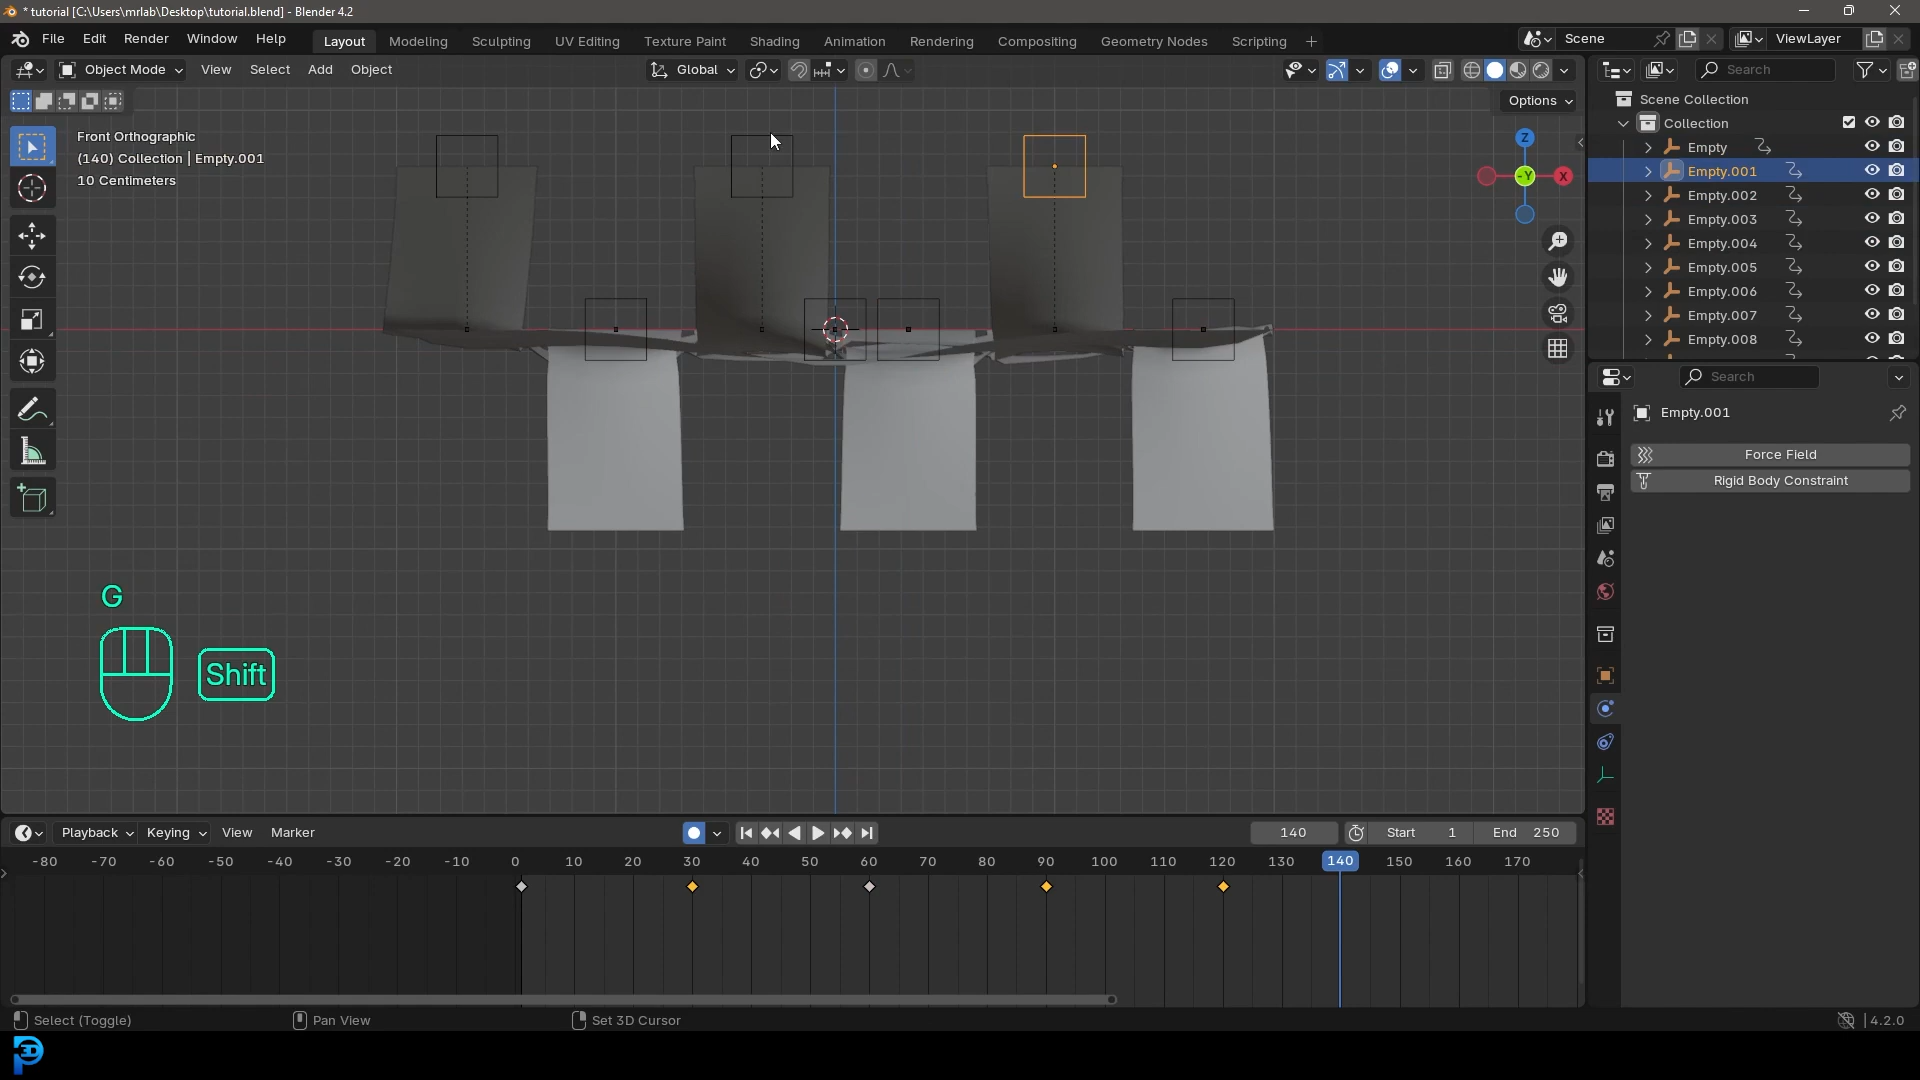 * tutorial [C:\Users\mrlab\Desktop\tutorial.blend] - Blender 4.2
File Edit Render Window Help Layout Modeling Sculpting UV Editing Texture Paint Shading Animation Rendering Compositing Geometry Nodes Scripting + Scene ViewLayer
Object Mode View Select Add Object Global Search
Options
Front Orthographic
(140) Collection | Empty.001
10 Centimeters
Z
-Y
X
Scene Collection
Collection
Empty
Empty.001
Empty.002
Empty.003
Empty.004
Empty.005
Empty.006
Empty.007
Empty.008
Search
Empty.001
Force Field
Rigid Body Constraint
G
Shift
Playback Keying View Marker 140 Start 1 End 250
-80 -70 -60 -50 -40 -30 -20 -10 0 10 20 30 40 50 60 70 80 90 100 110 120 130 140 150 160 170
Select (Toggle) Pan View Set 3D Cursor 4.2.0